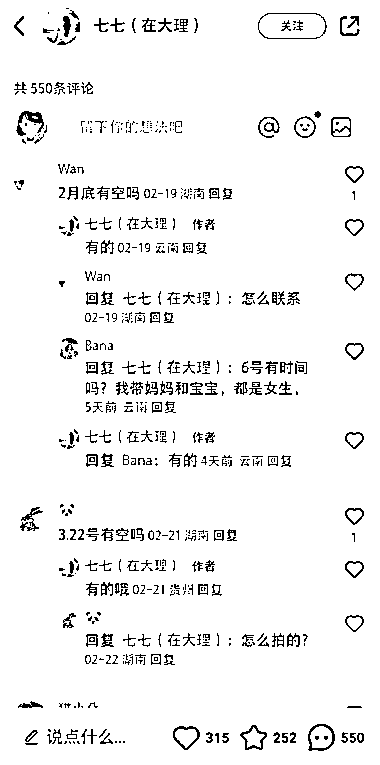 七七（在大理）
关注
共 550条评论
留下你的想法吧
Wan
2月底有空吗 02-19 湖南 回复
1
七七（在大理） 作者
有的 02-19 云南 回复
Wan
回复 七七（在大理）：怎么联系
02-19 湖南 回复
Bana
回复 七七（在大理）：6号有时间
吗？我带妈妈和宝宝，都是女生，
5天前 云南 回复
七七（在大理） 作者
回复 Bana：有的 4天前 云南 回复
3.22号有空吗 02-21 湖南 回复
1
七七（在大理） 作者
有的哦 02-21 贵州 回复
回复 七七（在大理）：怎么拍的？
02-22 湖南 回复
说点什么...
315
252
550